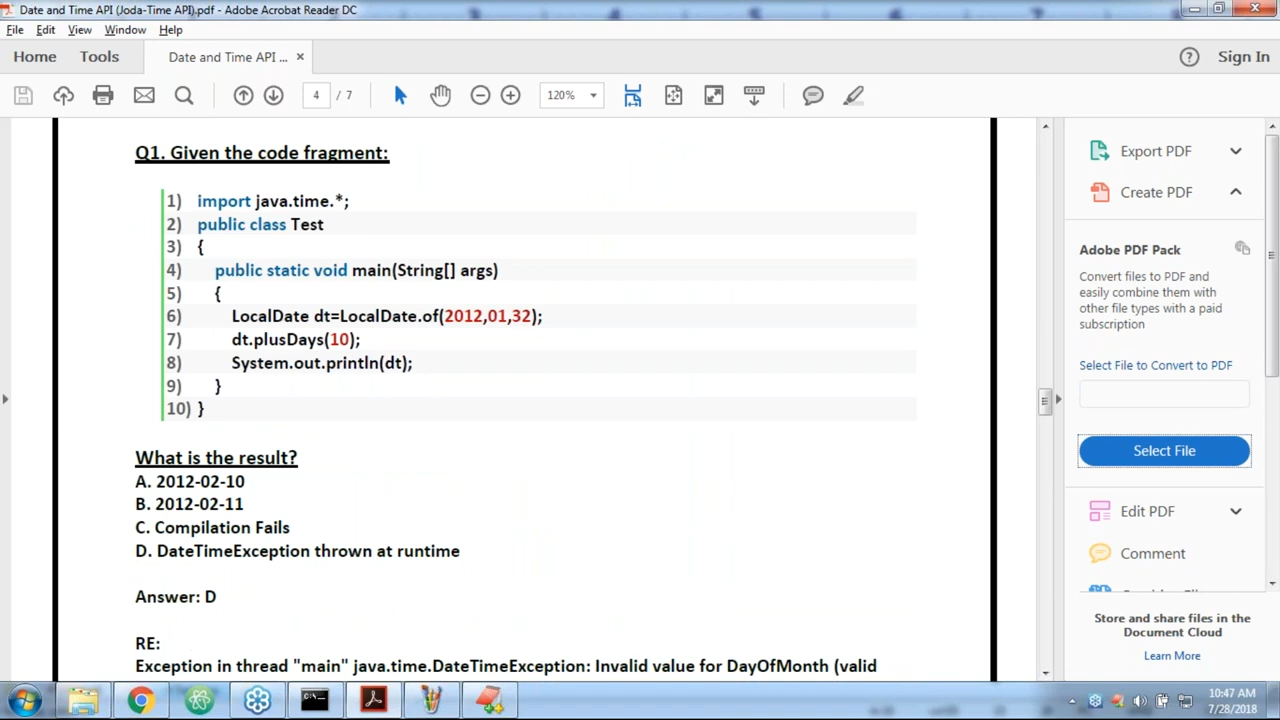 Date and Time API (Joda-Time API).pdf - Adobe Acrobat Reader DC
File Edit View Window Help
Home Tools Date and Time API ... × ? Sign In
4 / 7 120%
Q1. Given the code fragment:
1) import java.time.*;
2) public class Test
3) {
4) public static void main(String[] args)
5) {
6) LocalDate dt=LocalDate.of(2012,01,32);
7) dt.plusDays(10);
8) System.out.println(dt);
9) }
10) }
What is the result?
A. 2012-02-10
B. 2012-02-11
C. Compilation Fails
D. DateTimeException thrown at runtime
Answer: D
RE:
Exception in thread "main" java.time.DateTimeException: Invalid value for DayOfMonth (valid
Export PDF
Create PDF
Adobe PDF Pack
Convert files to PDF and
easily combine them with
other file types with a paid
subscription
Select File to Convert to PDF
Select File
Edit PDF
Comment
Store and share files in the
Document Cloud
Learn More
10:47 AM
7/28/2018